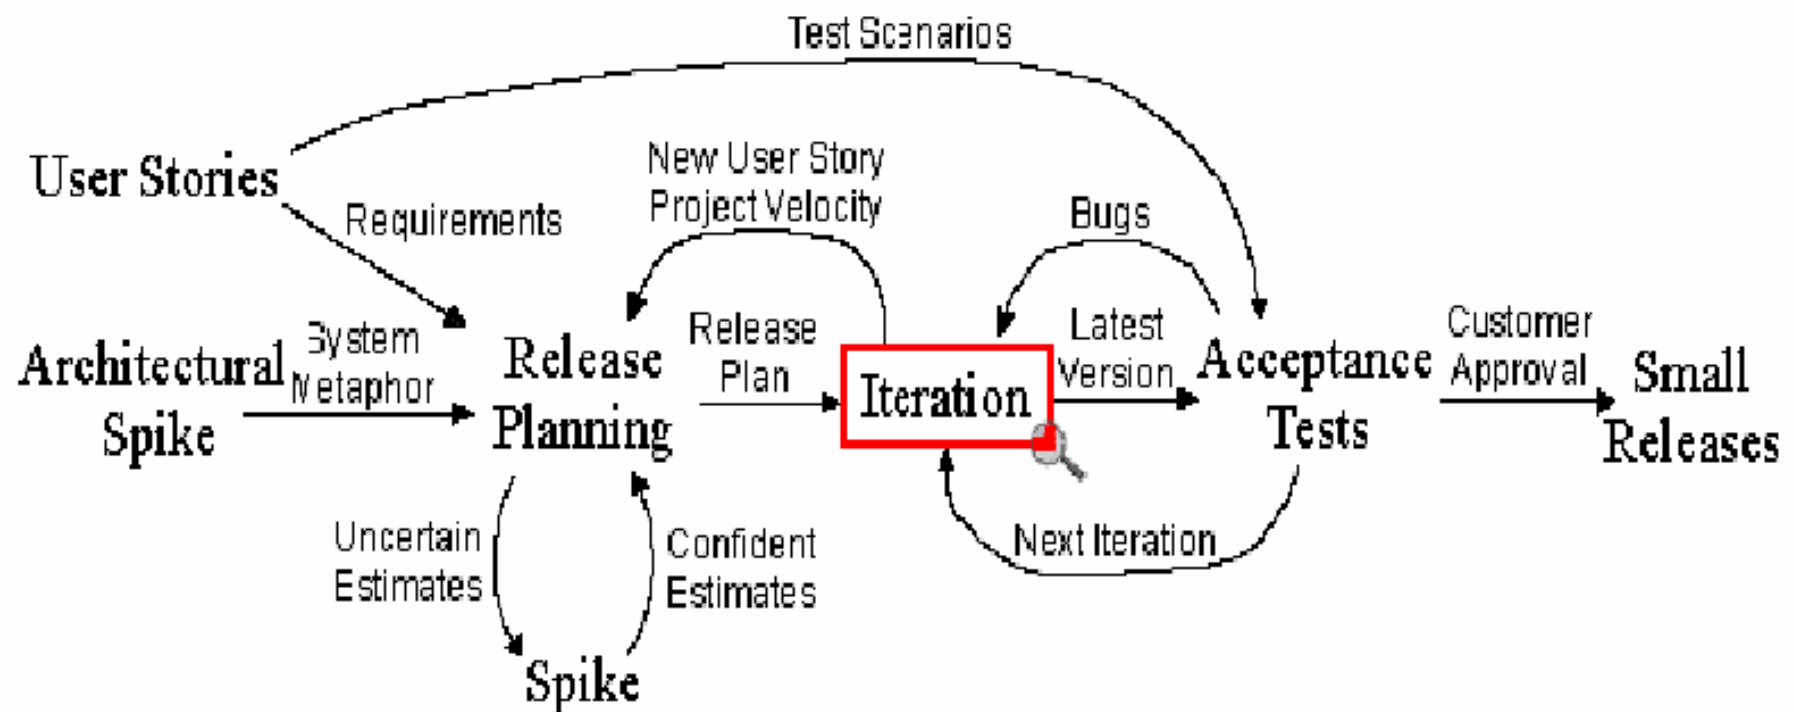 Test Scenarios
User Stories
Requirements
New User Story
Project Velocity
Bugs
Architectural
Spike
System
Metaphor
Release
Planning
Release
Plan
Iteration
Latest
Version
Acceptance
Tests
Customer
Approval
Small
Releases
Uncertain
Estimates
Confident
Estimates
Next Iteration
Spike